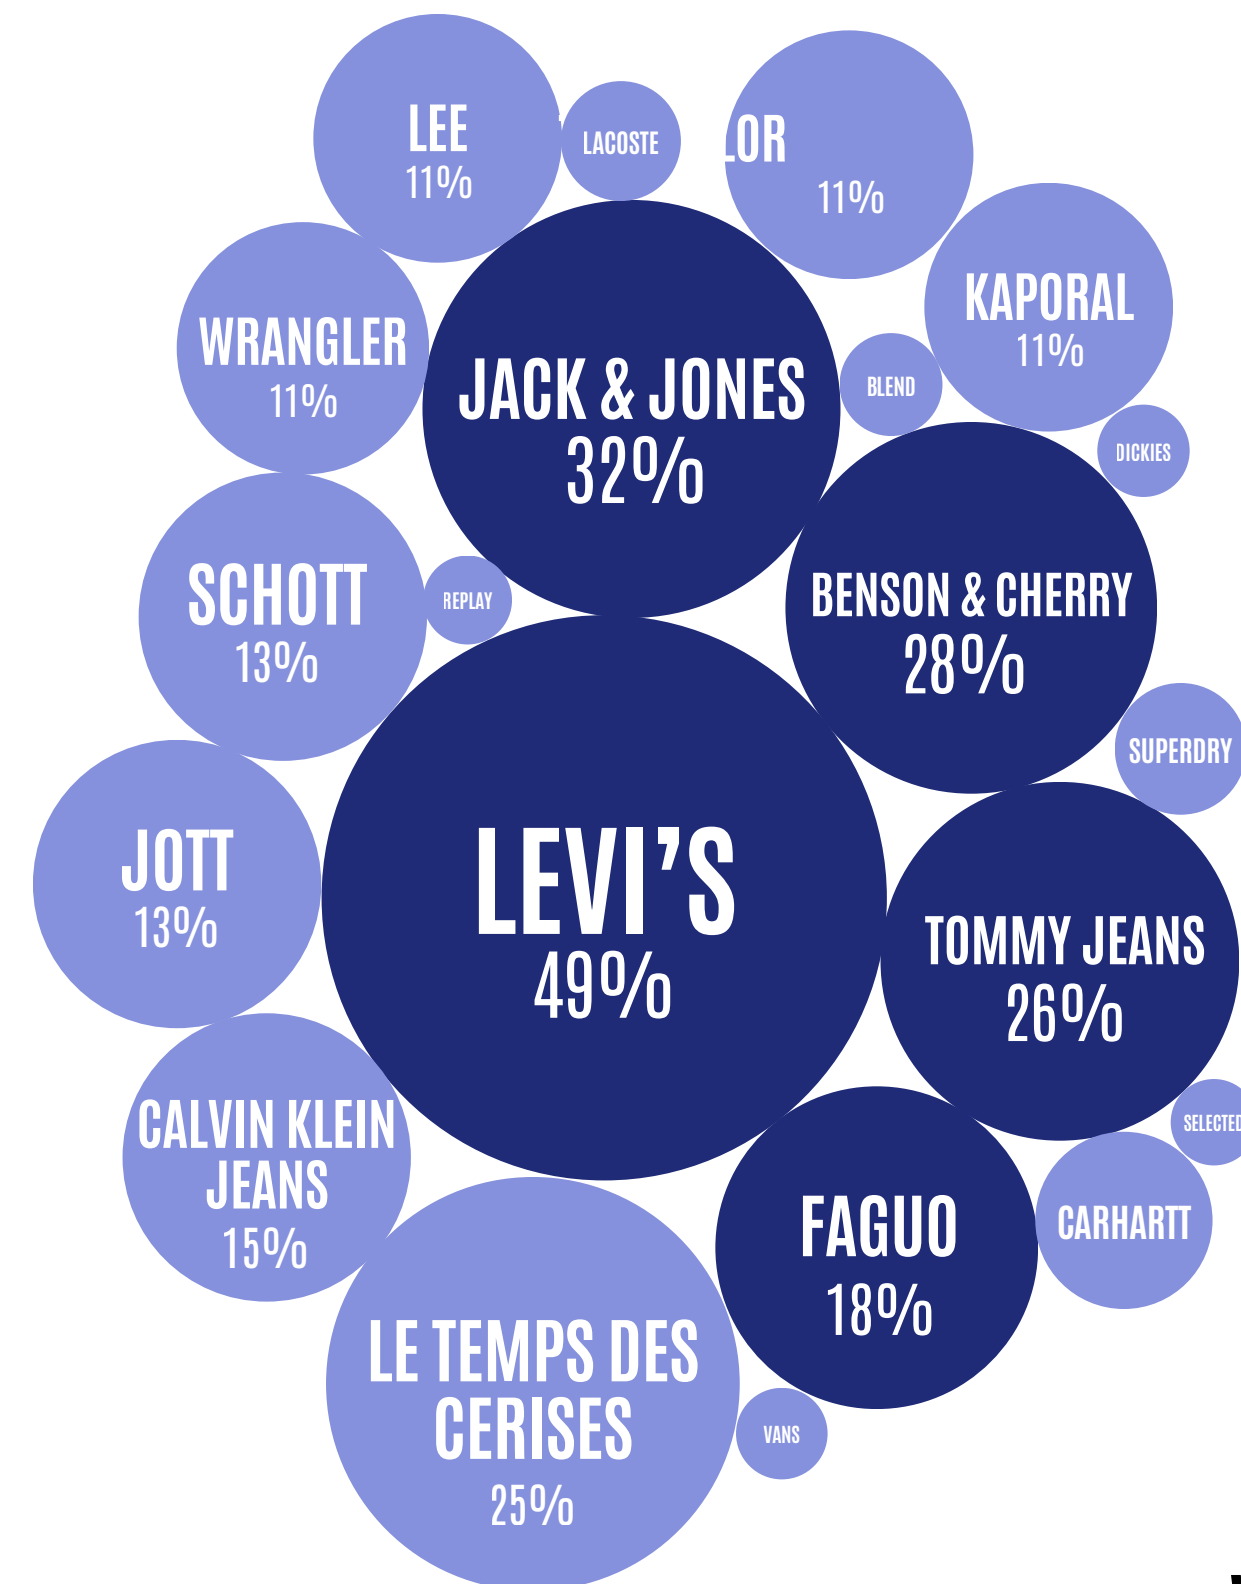 LEE
11%
LACOSTE
LOR
11%
KAPORAL
11%
WRANGLER
11%
JACK & JONES
32%
BLEND
DICKIES
SCHOTT
13%
REPLAY
BENSON & CHERRY
28%
SUPERDRY
JOTT
13%
LEVI’S
49%
TOMMY JEANS
26%
CALVIN KLEIN
JEANS
15%
SELECTED
FAGUO
18%
CARHARTT
LE TEMPS DES
CERISES
25%
VANS